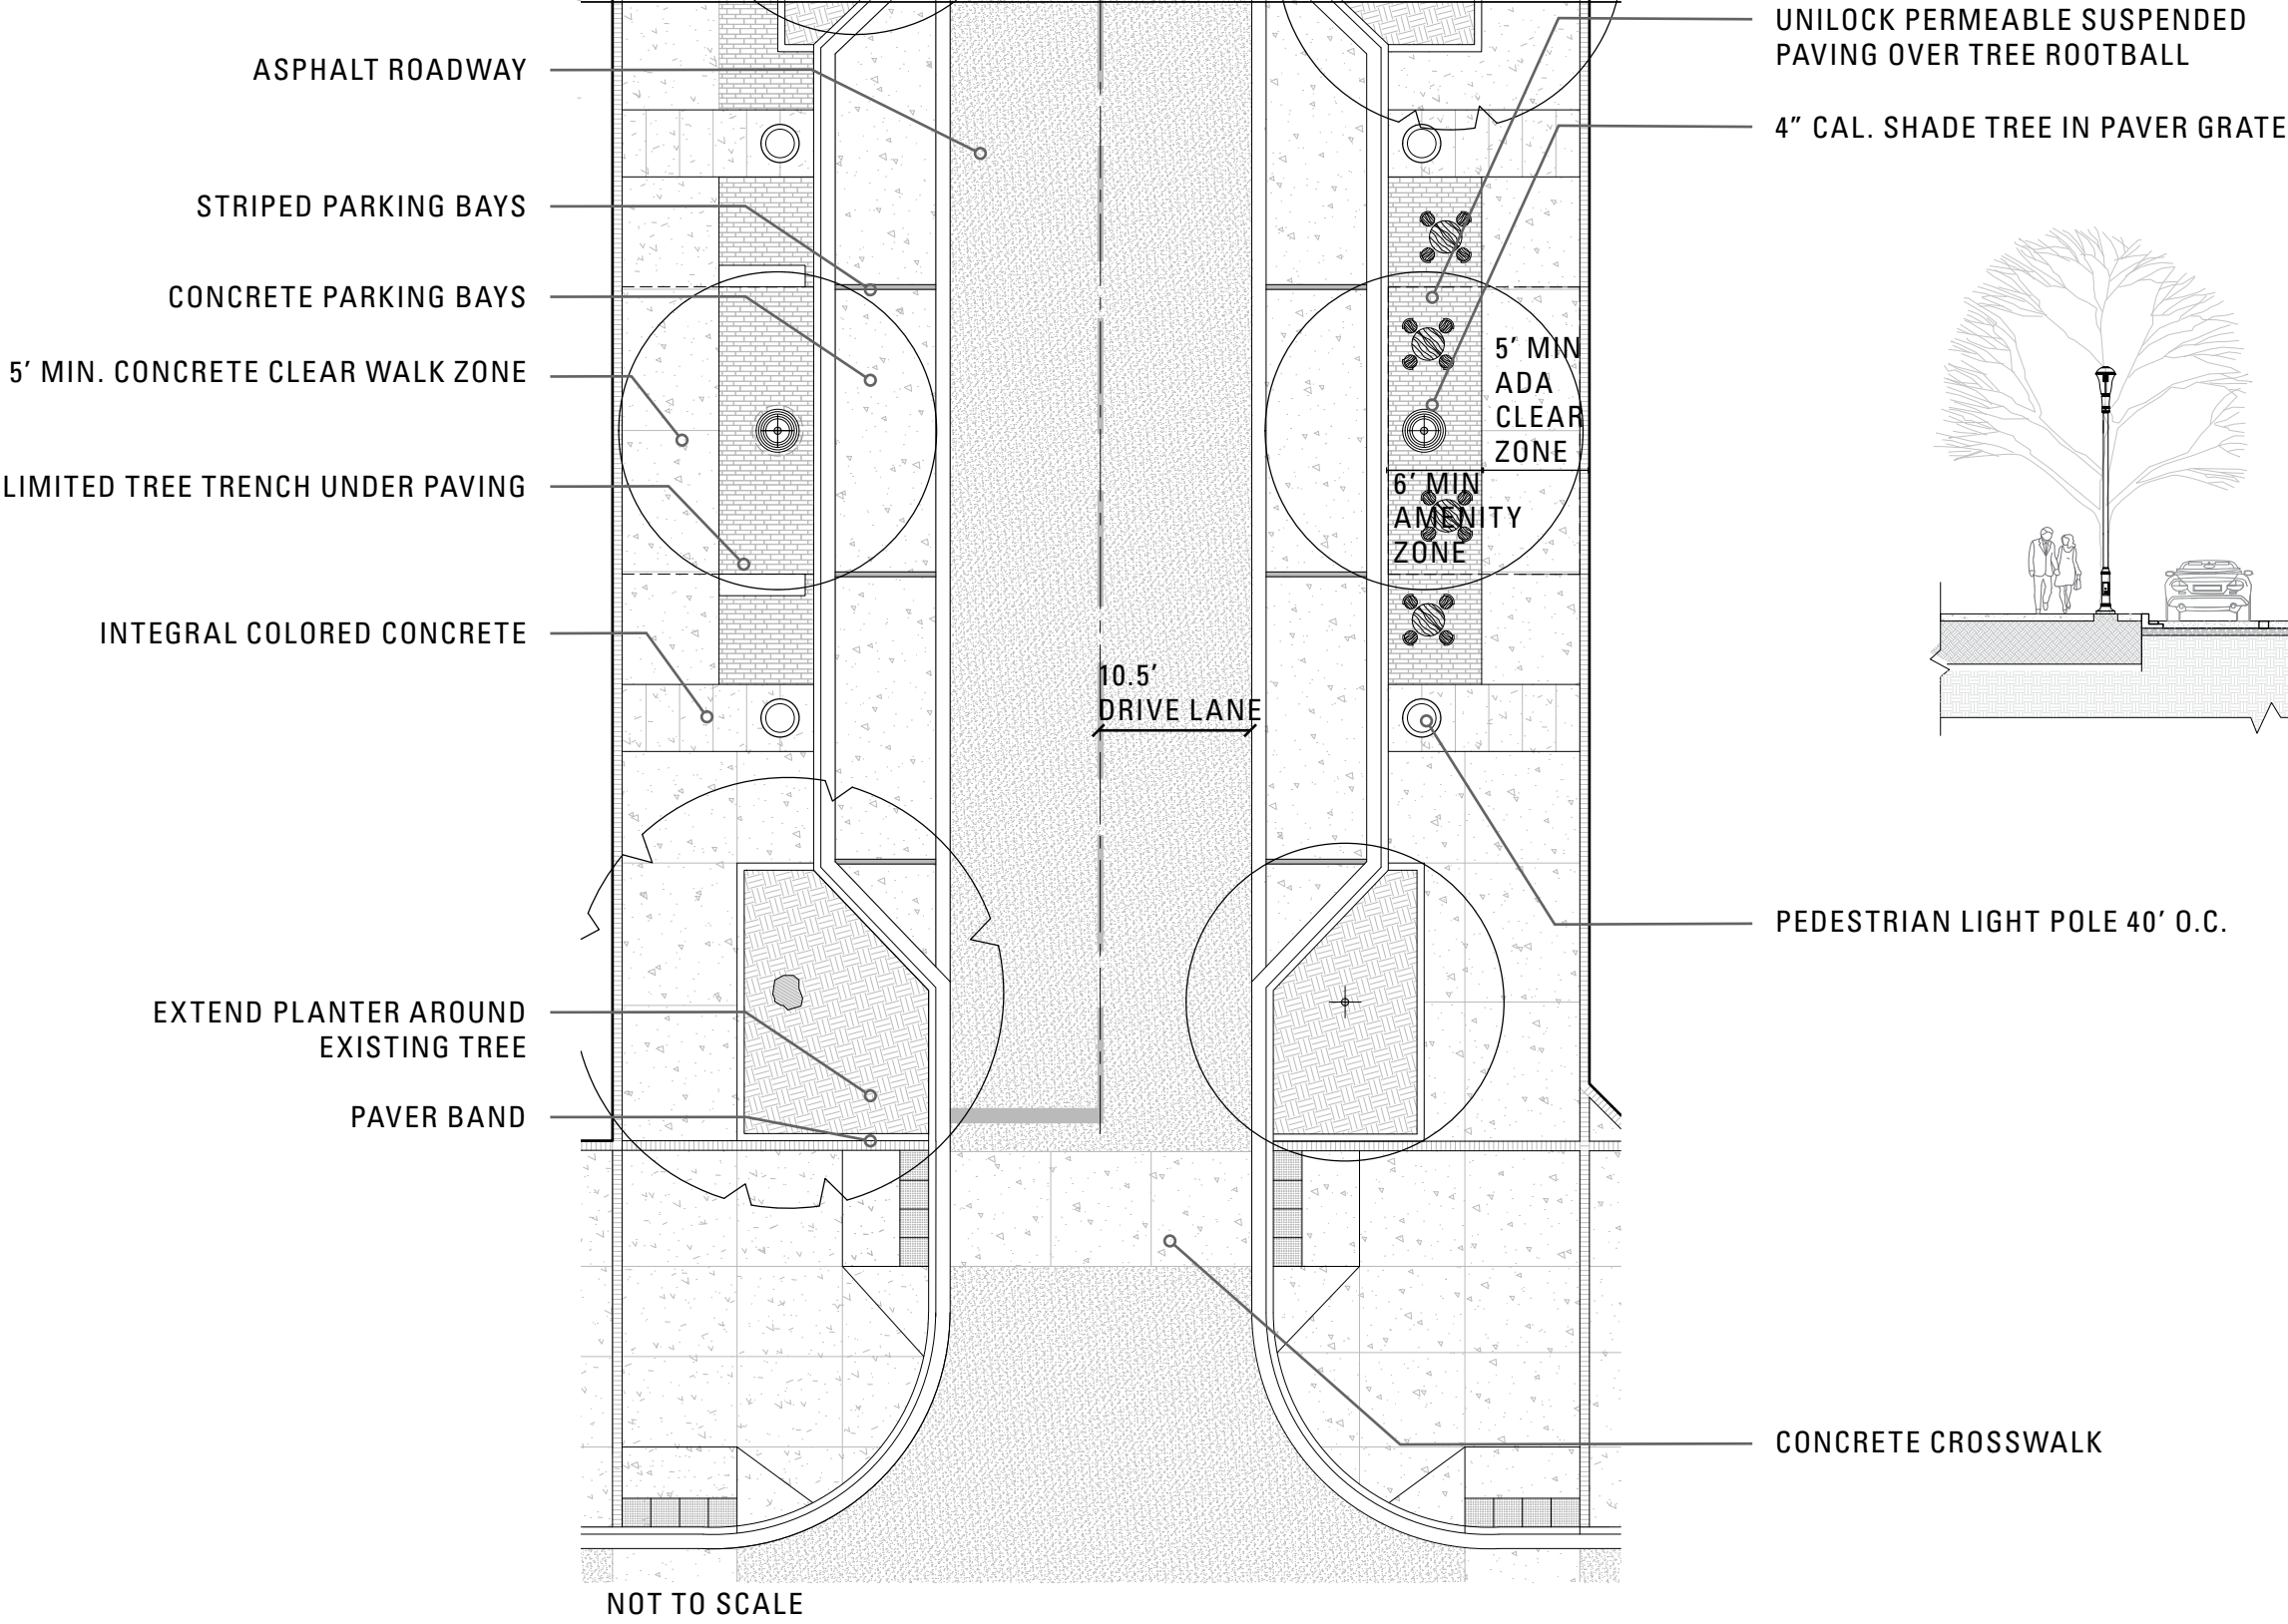 ASPHALT ROADWAY
STRIPED PARKING BAYS
CONCRETE PARKING BAYS
5’ MIN. CONCRETE CLEAR WALK ZONE
LIMITED TREE TRENCH UNDER PAVING
INTEGRAL COLORED CONCRETE
EXTEND PLANTER AROUND
EXISTING TREE
PAVER BAND
10.5’
DRIVE LANE
5’ MIN
ADA
CLEAR
ZONE
6’ MIN
AMENITY
ZONE
UNILOCK PERMEABLE SUSPENDED
PAVING OVER TREE ROOTBALL
4” CAL. SHADE TREE IN PAVER GRATE
PEDESTRIAN LIGHT POLE 40’ O.C.
CONCRETE CROSSWALK
NOT TO SCALE